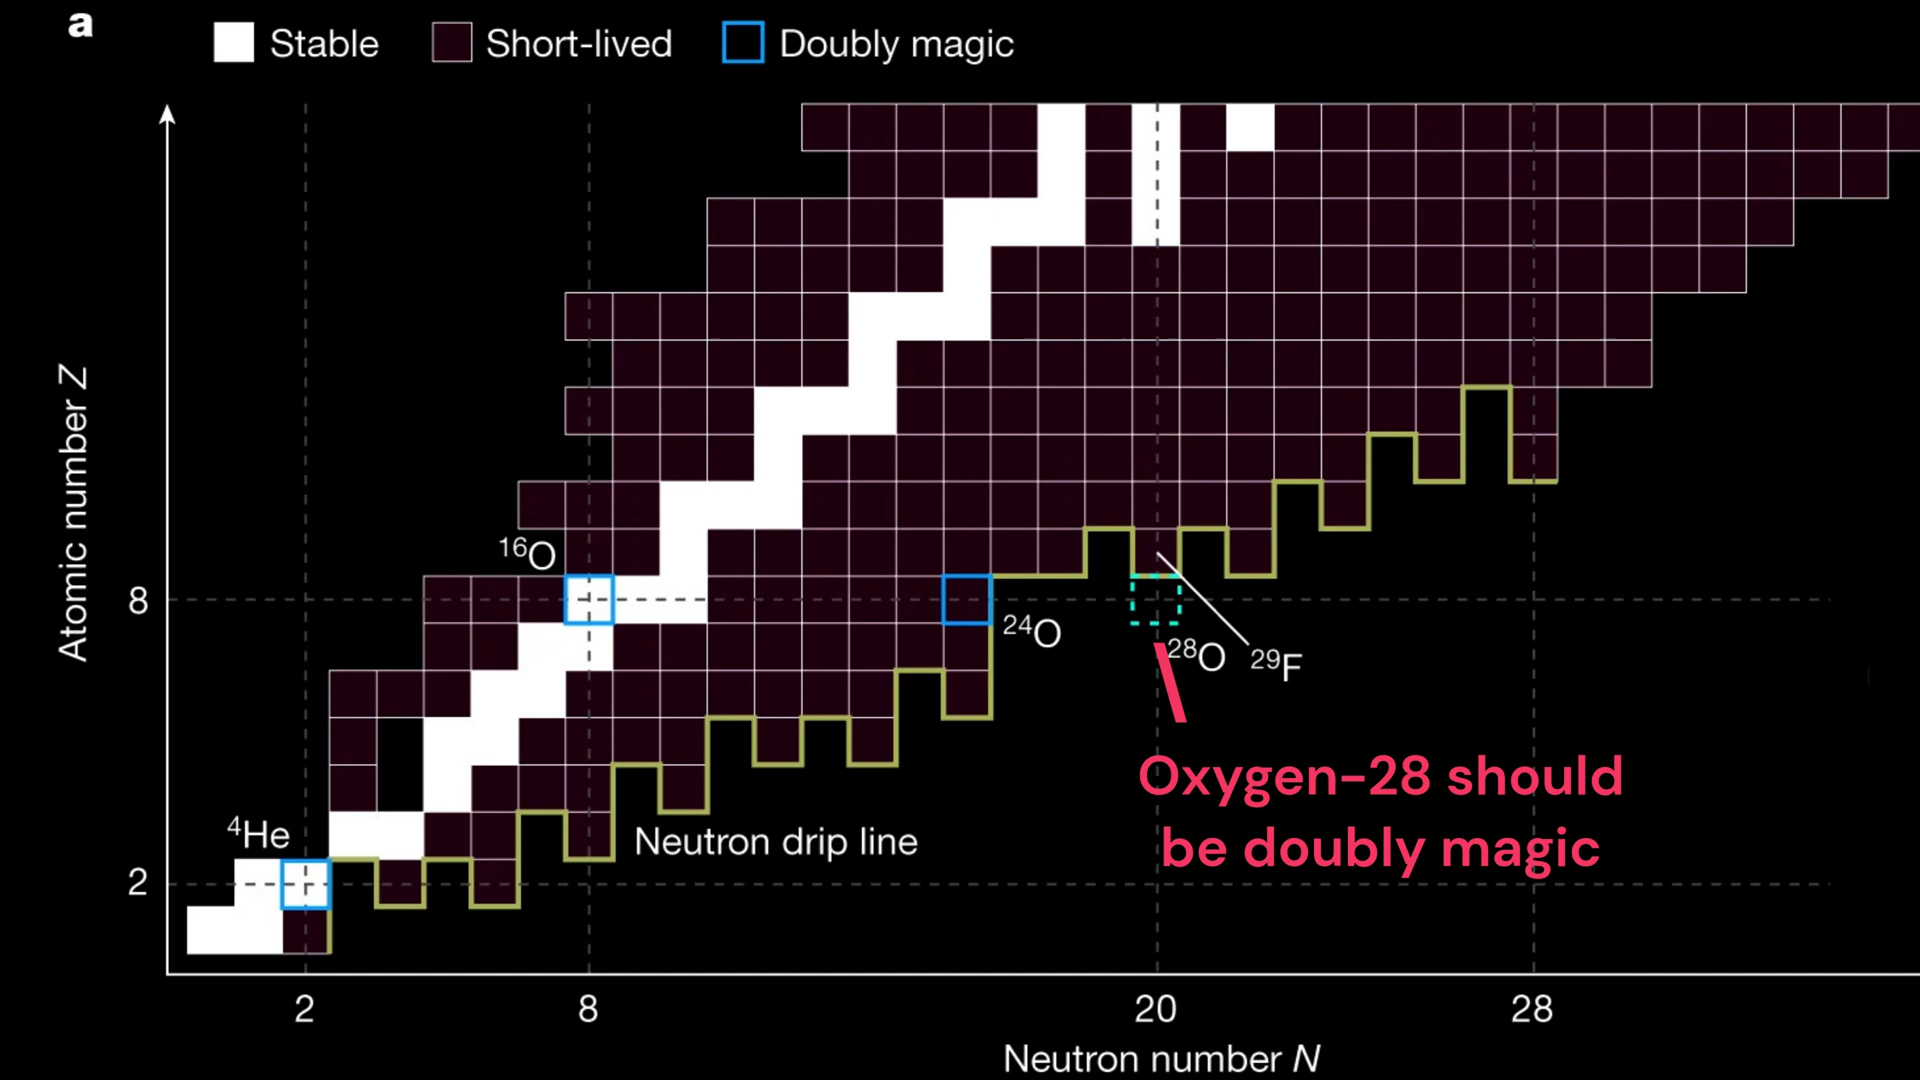 a
Stable Short-lived Doubly magic
Atomic number Z
¹⁶O
8
²⁴O
²⁸O ²⁹F
Oxygen-28 should
be doubly magic
⁴He
Neutron drip line
2
2 8 20 28
Neutron number N